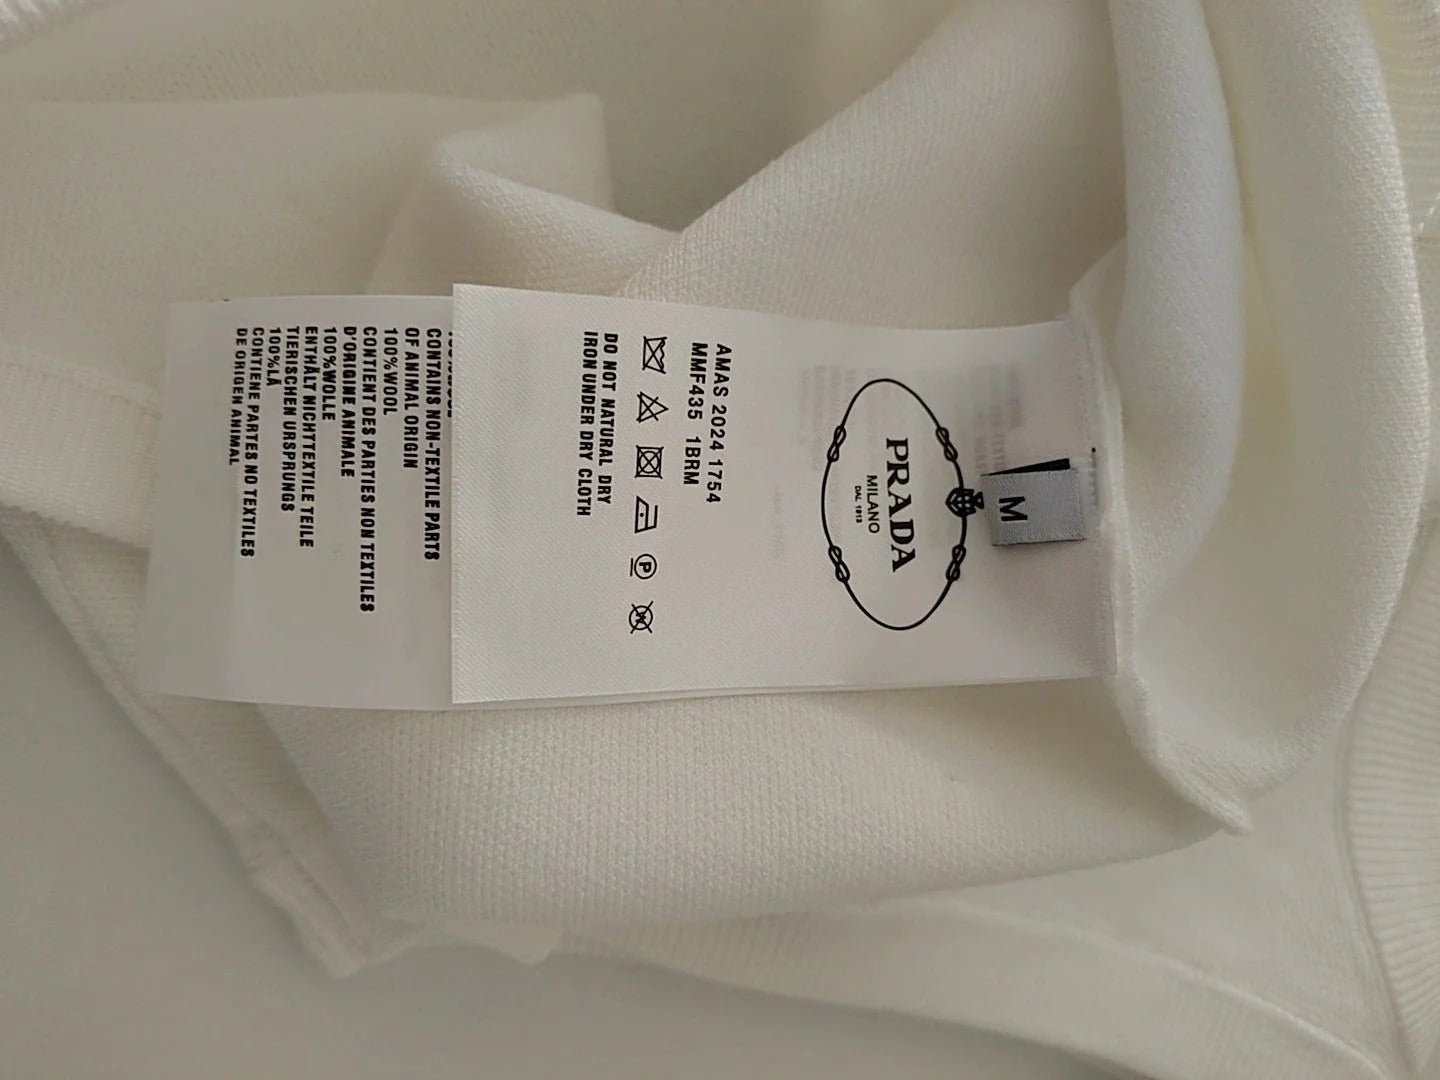 M
PRADA
MILANO
DAL 1913
AMAS 2024 1754
MMF435 1BRM
P
W
DO NOT NATURAL DRY
IRON UNDER DRY CLOTH
CONTAINS NON-TEXTILE PARTS
OF ANIMAL ORIGIN
100%WOOL
CONTIENT DES PARTIES NON TEXTILES
D'ORIGINE ANIMALE
100%WOLLE
ENTHÄLT NICHTTEXTILE TEILE
TIERISCHEN URSPRUNGS
100%LÃ
CONTIENE PARTES NO TEXTILES
DE ORIGEN ANIMAL